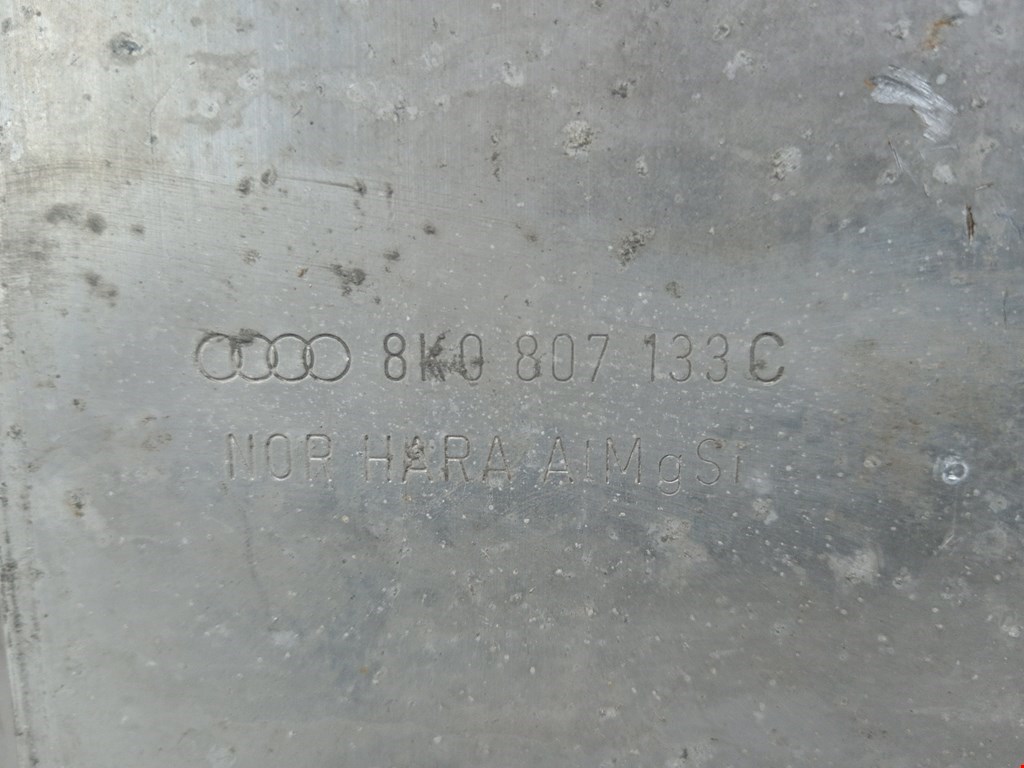 8K0 807 133 C
NOR HARA AlMgSi